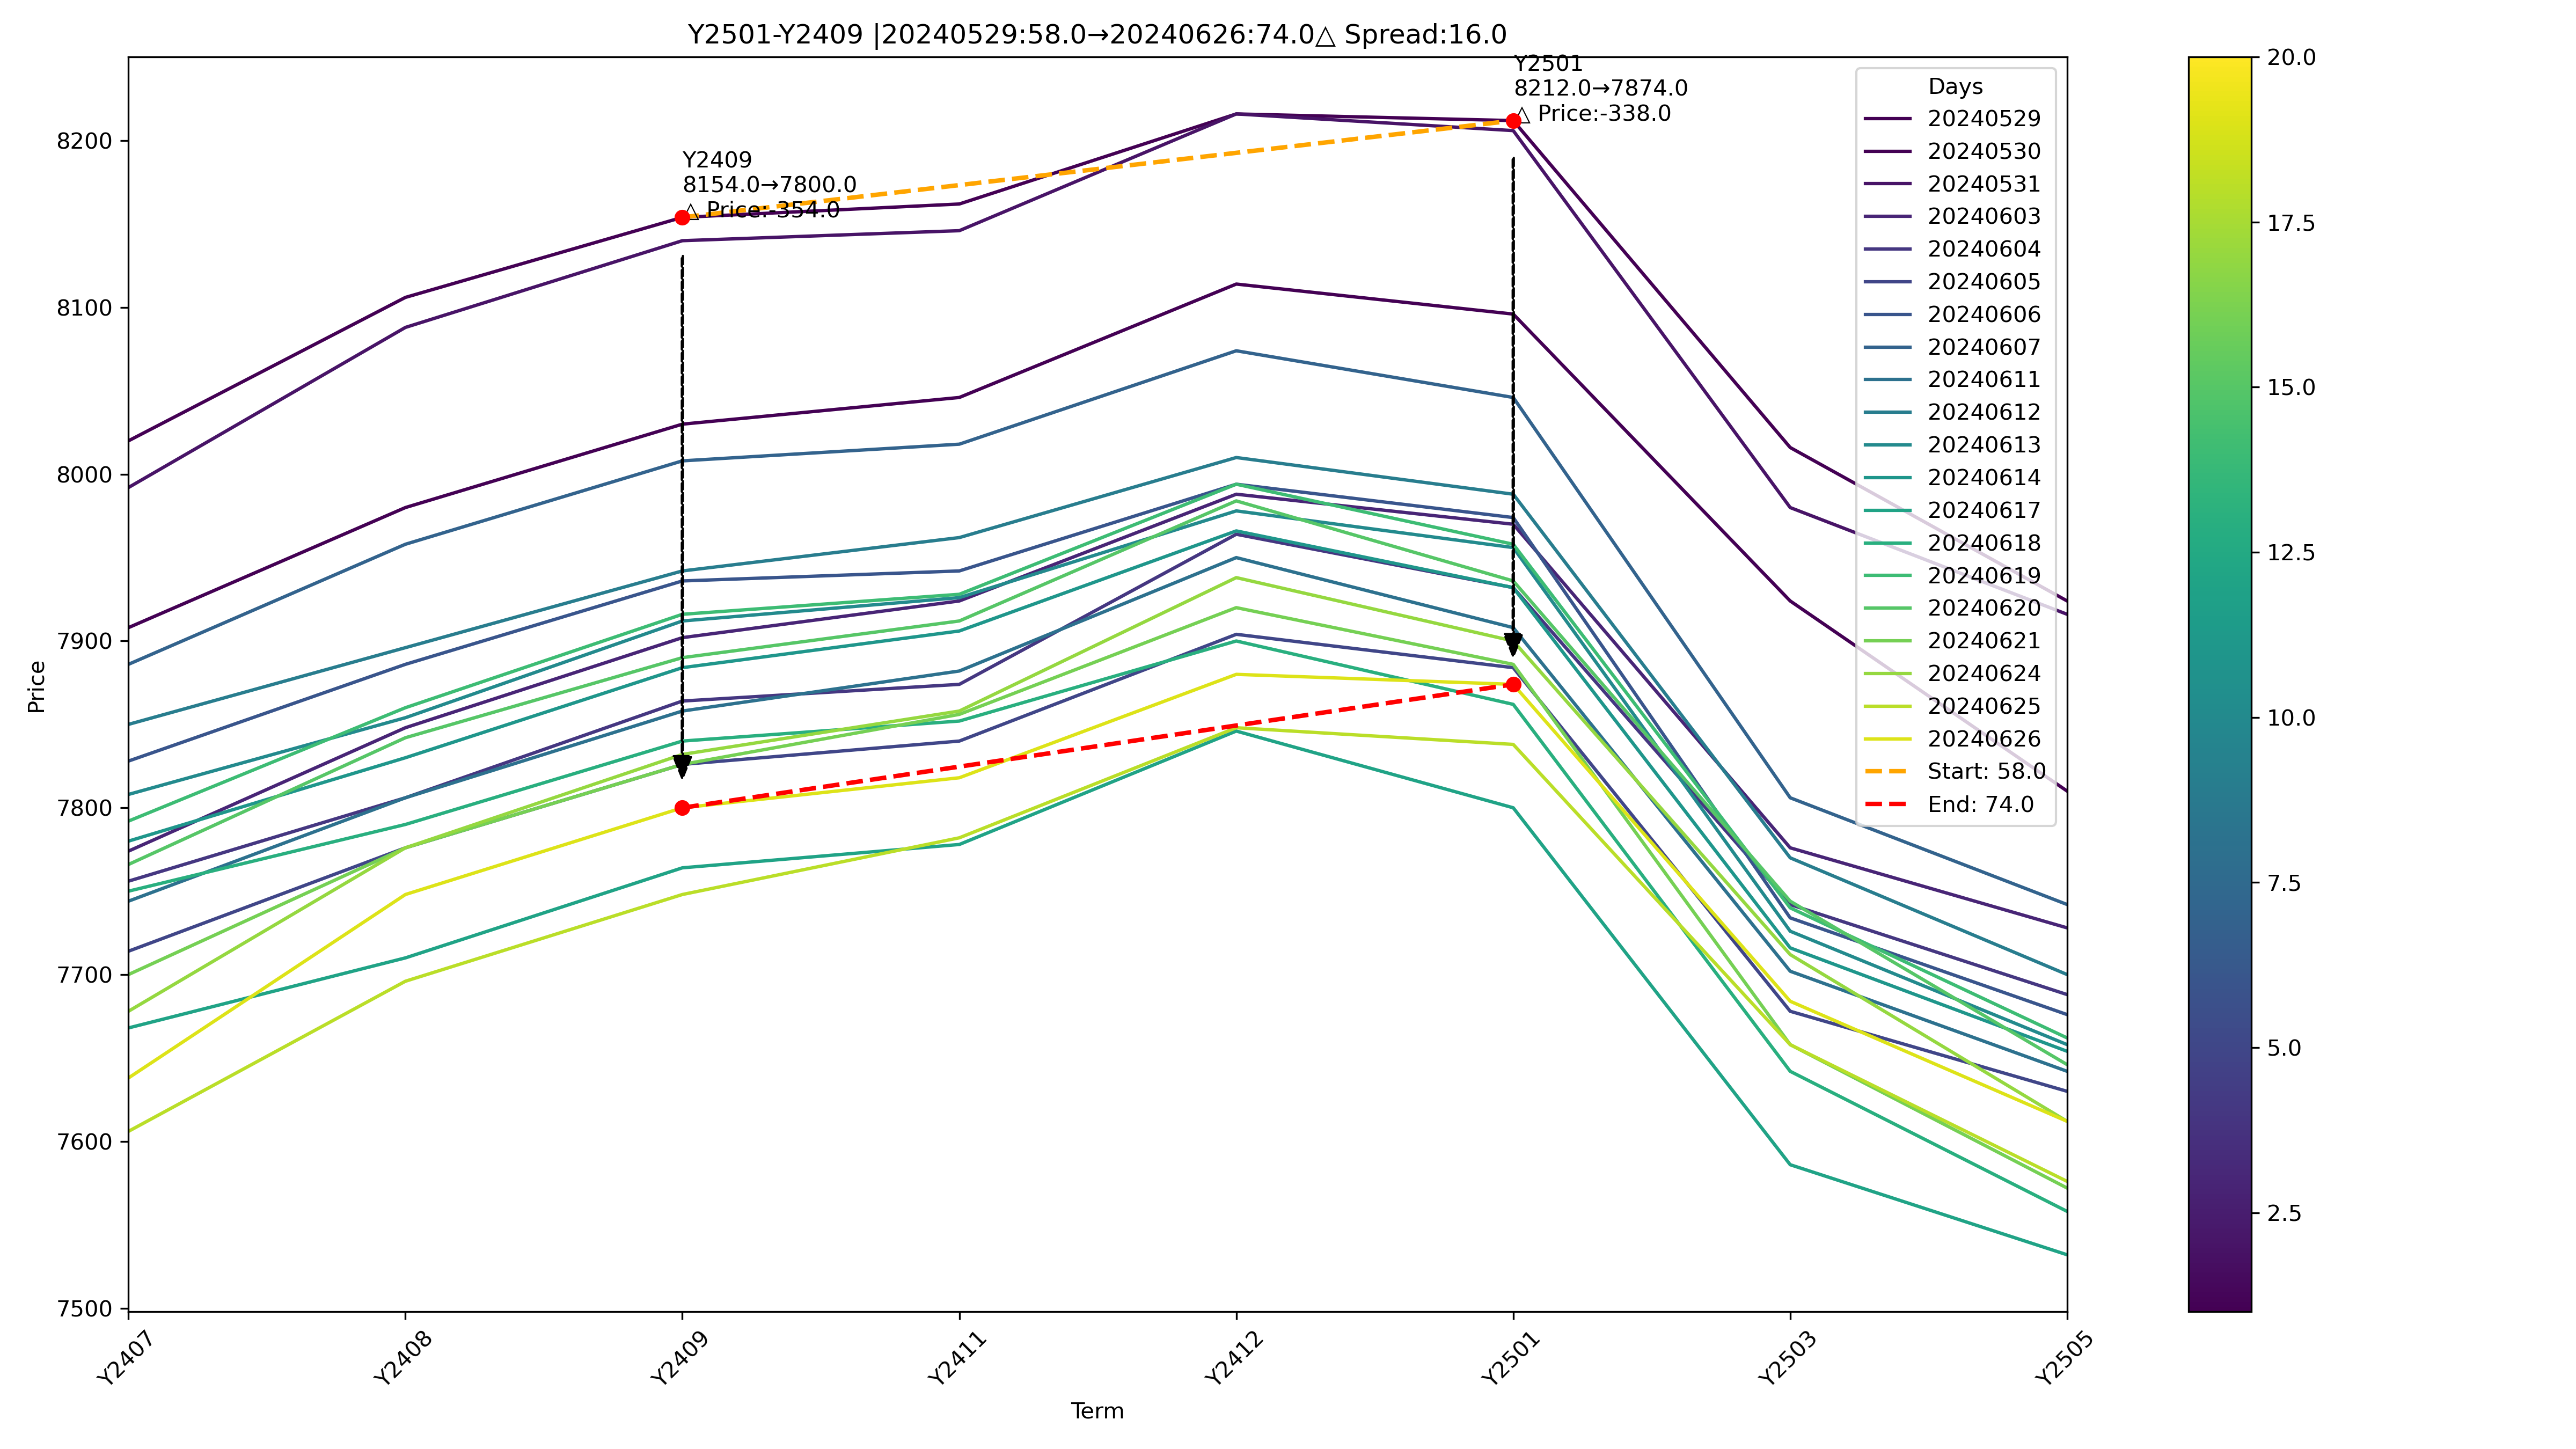 Y2501-Y2409 |20240529:58.0→20240626:74.0△ Spread:16.0
Y2501
8212.0→7874.0
△ Price:-338.0
Y2409
8154.0→7800.0
△ Price:-354.0
Days
20240529
20240530
20240531
20240603
20240604
20240605
20240606
20240607
20240611
20240612
20240613
20240614
20240617
20240618
20240619
20240620
20240621
20240624
20240625
20240626
Start: 58.0
End: 74.0
Price
8200
8100
8000
7900
7800
7700
7600
7500
Y2407
Y2408
Y2409
Y2411
Y2412
Y2501
Y2503
Y2505
Term
20.0
17.5
15.0
12.5
10.0
7.5
5.0
2.5